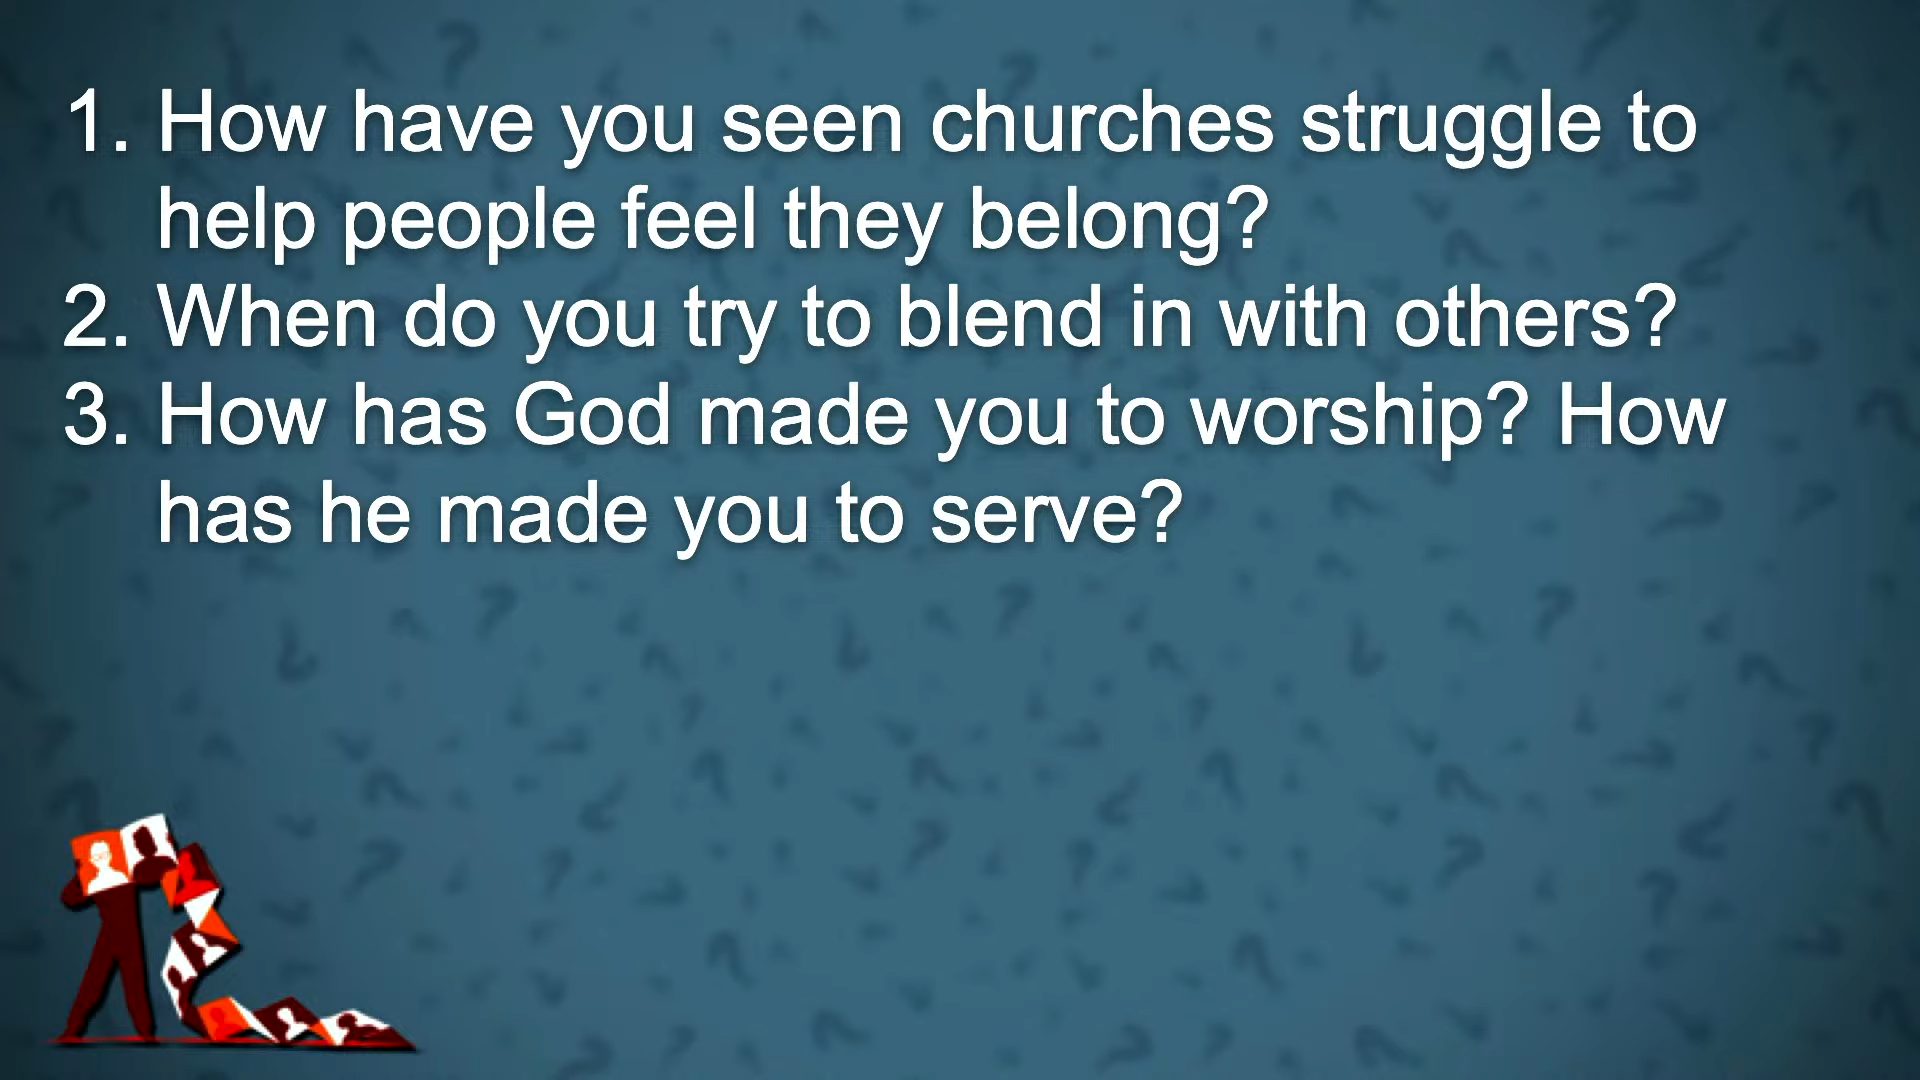 1. How have you seen churches struggle to
help people feel they belong?
2. When do you try to blend in with others?
3. How has God made you to worship? How
has he made you to serve?